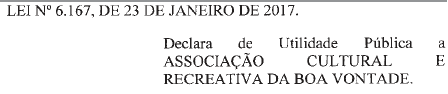 LEI Nº 6.167, DE 23 DE JANEIRO DE 2017.
Declara de Utilidade Pública a
ASSOCIAÇÃO CULTURAL E
RECREATIVA DA BOA VONTADE.